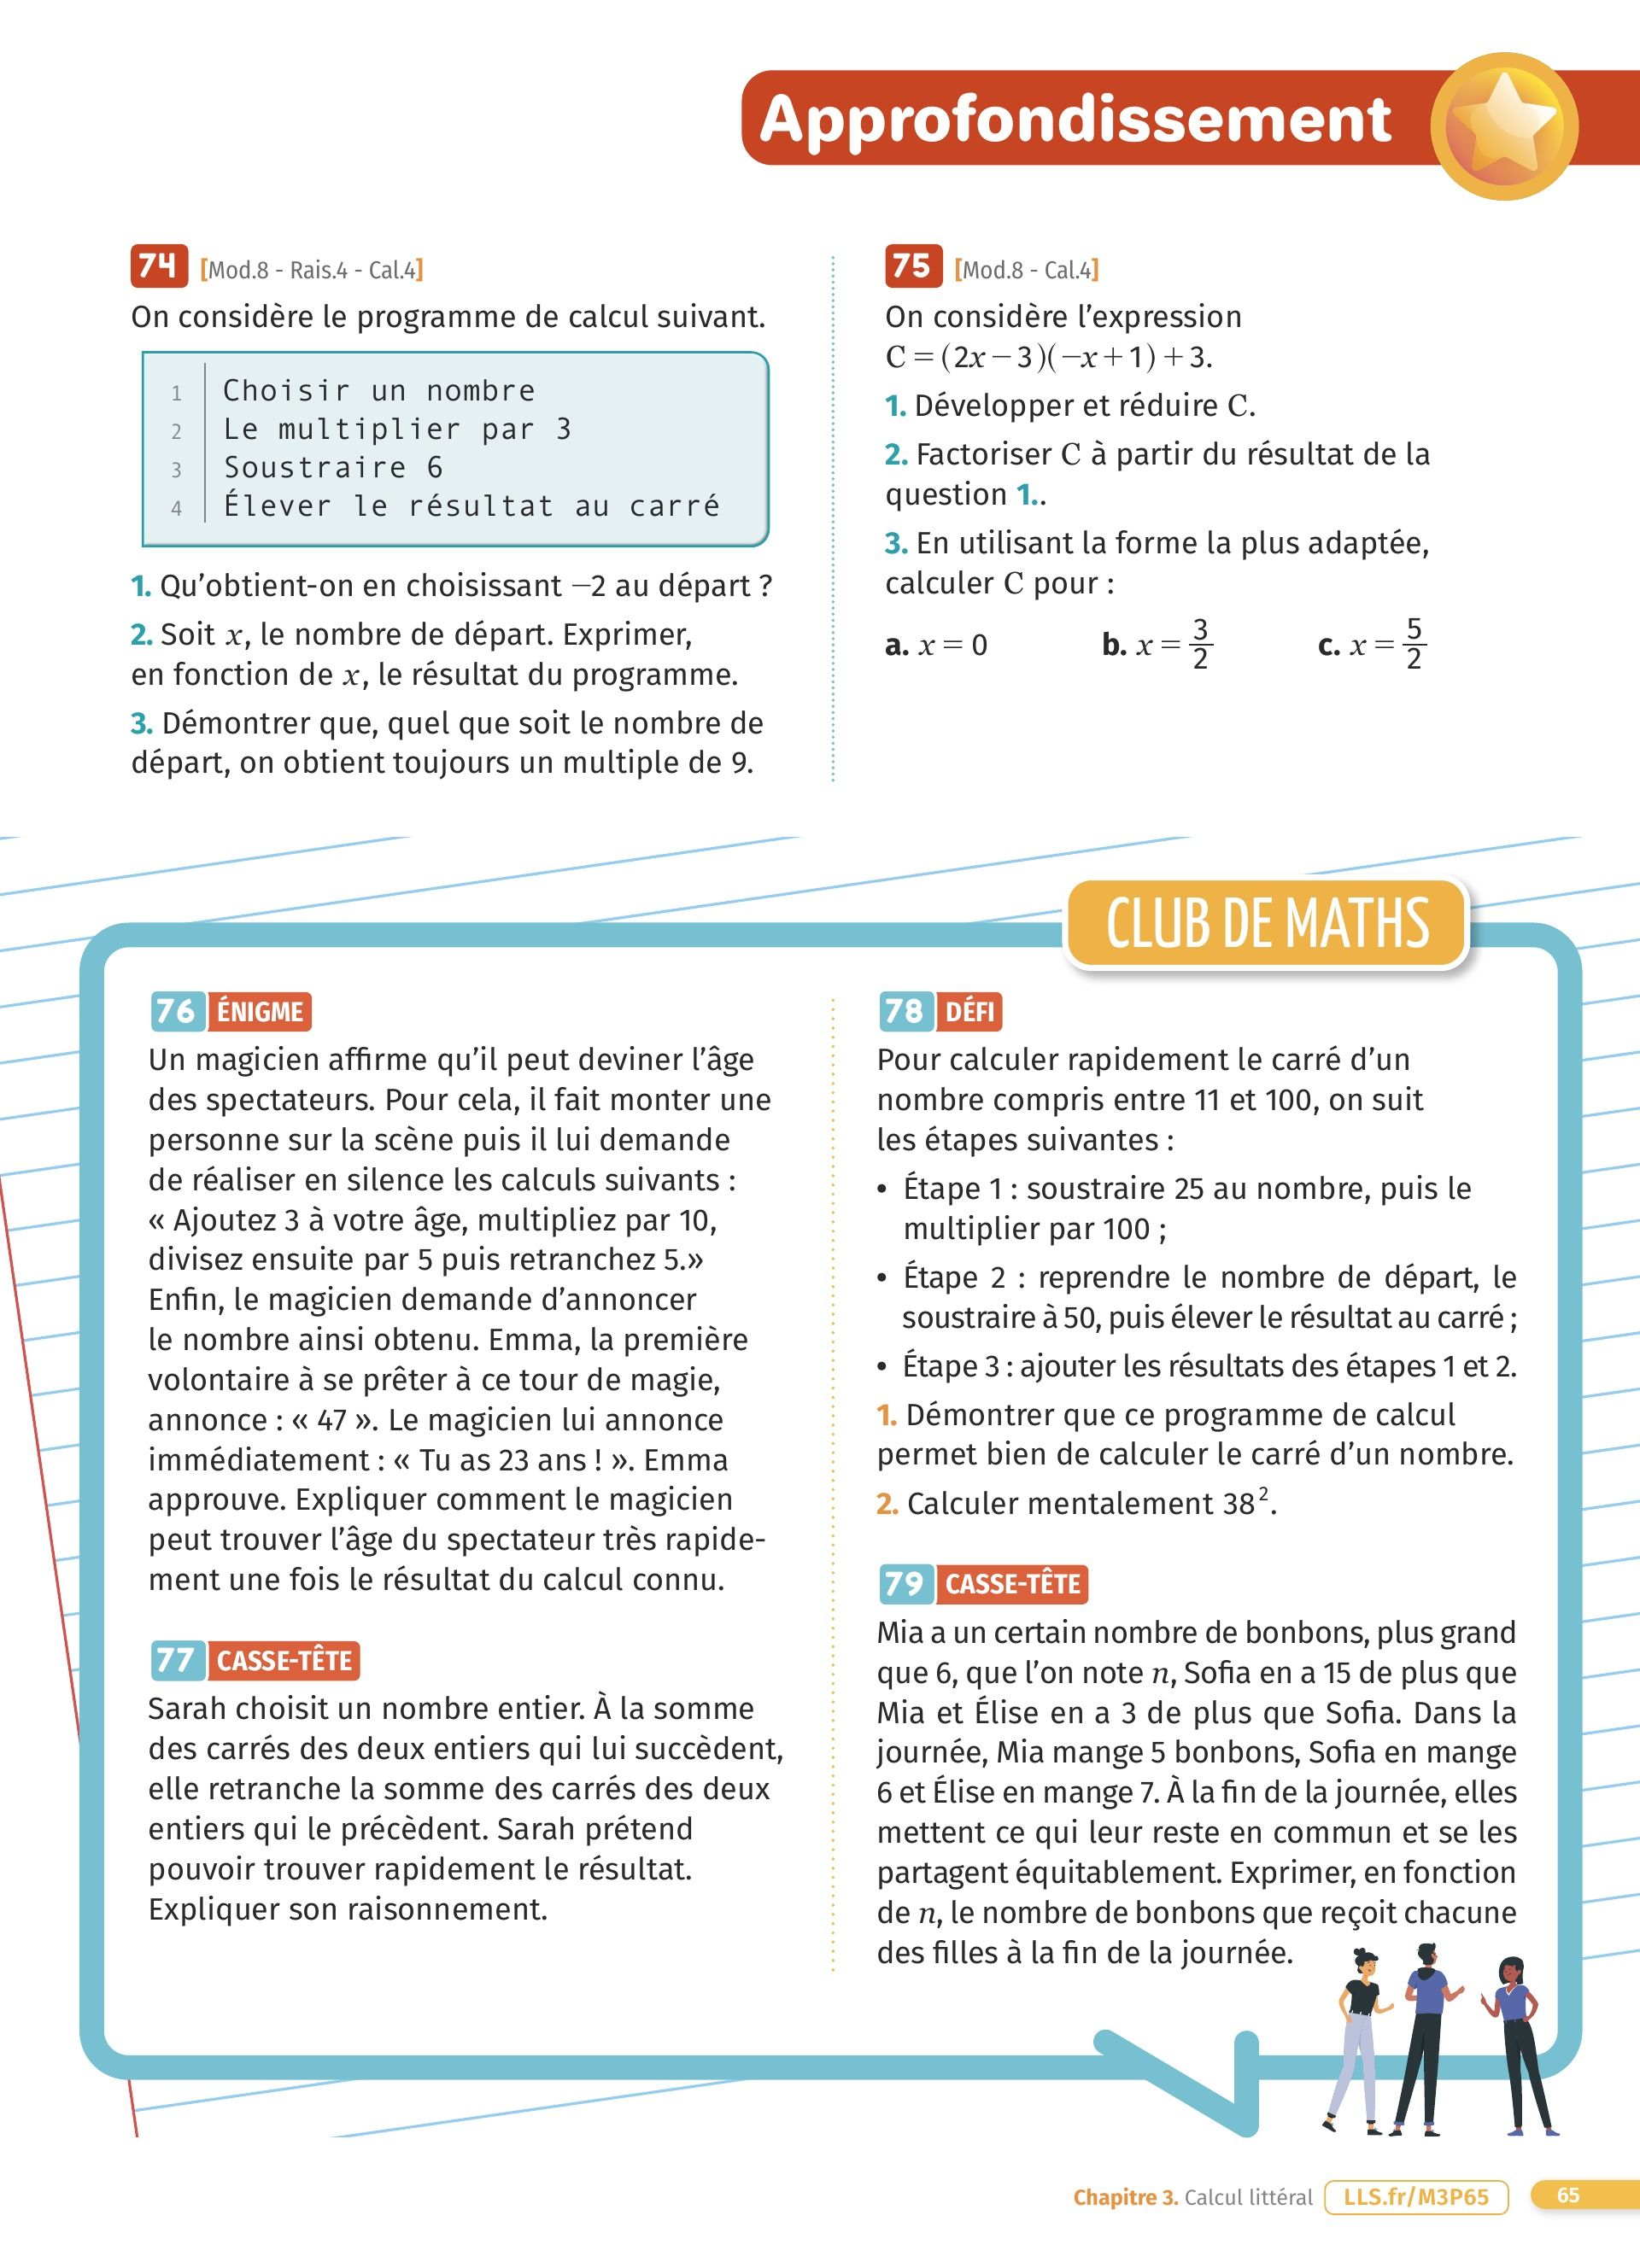 Approfondissement
74 [Mod.8 - Rais.4 - Cal.4]
On considère le programme de calcul suivant.
1 Choisir un nombre
2 Le multiplier par 3
3 Soustraire 6
4 Élever le résultat au carré
1. Qu’obtient-on en choisissant −2 au départ ?
2. Soit x, le nombre de départ. Exprimer,
en fonction de x, le résultat du programme.
3. Démontrer que, quel que soit le nombre de
départ, on obtient toujours un multiple de 9.
75 [Mod.8 - Cal.4]
On considère l’expression
C = (2x − 3)(−x + 1) + 3.
1. Développer et réduire C.
2. Factoriser C à partir du résultat de la
question 1..
3. En utilisant la forme la plus adaptée,
calculer C pour :
a. x = 0 b. x = 3/2 c. x = 5/2
CLUB DE MATHS
76 ÉNIGME
Un magicien affirme qu’il peut deviner l’âge
des spectateurs. Pour cela, il fait monter une
personne sur la scène puis il lui demande
de réaliser en silence les calculs suivants :
« Ajoutez 3 à votre âge, multipliez par 10,
divisez ensuite par 5 puis retranchez 5.»
Enfin, le magicien demande d’annoncer
le nombre ainsi obtenu. Emma, la première
volontaire à se prêter à ce tour de magie,
annonce : « 47 ». Le magicien lui annonce
immédiatement : « Tu as 23 ans ! ». Emma
approuve. Expliquer comment le magicien
peut trouver l’âge du spectateur très rapide-
ment une fois le résultat du calcul connu.
77 CASSE-TÊTE
Sarah choisit un nombre entier. À la somme
des carrés des deux entiers qui lui succèdent,
elle retranche la somme des carrés des deux
entiers qui le précèdent. Sarah prétend
pouvoir trouver rapidement le résultat.
Expliquer son raisonnement.
78 DÉFI
Pour calculer rapidement le carré d’un
nombre compris entre 11 et 100, on suit
les étapes suivantes :
• Étape 1 : soustraire 25 au nombre, puis le
multiplier par 100 ;
• Étape 2 : reprendre le nombre de départ, le
soustraire à 50, puis élever le résultat au carré ;
• Étape 3 : ajouter les résultats des étapes 1 et 2.
1. Démontrer que ce programme de calcul
permet bien de calculer le carré d’un nombre.
2. Calculer mentalement 38².
79 CASSE-TÊTE
Mia a un certain nombre de bonbons, plus grand
que 6, que l’on note n, Sofia en a 15 de plus que
Mia et Élise en a 3 de plus que Sofia. Dans la
journée, Mia mange 5 bonbons, Sofia en mange
6 et Élise en mange 7. À la fin de la journée, elles
mettent ce qui leur reste en commun et se les
partagent équitablement. Exprimer, en fonction
de n, le nombre de bonbons que reçoit chacune
des filles à la fin de la journée.
Chapitre 3. Calcul littéral LLS.fr/M3P65 65